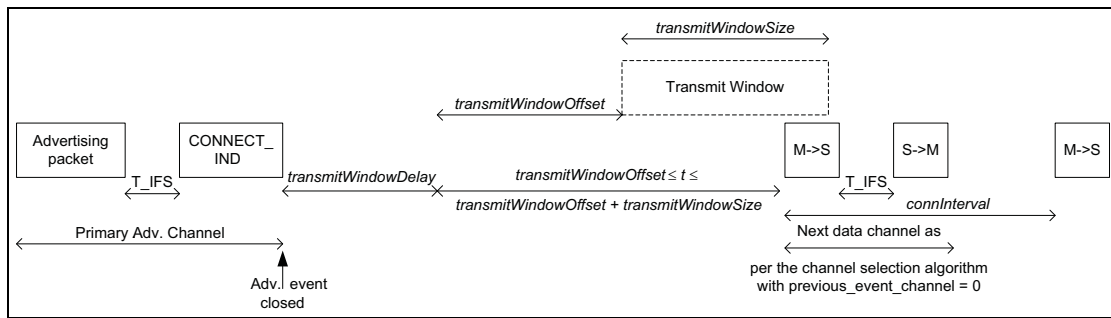 transmitWindowSize
Transmit Window
transmitWindowOffset
Advertising
packet
CONNECT_
IND
M->S
S->M
M->S
T_IFS
transmitWindowDelay
transmitWindowOffset ≤ t ≤
transmitWindowOffset + transmitWindowSize
T_IFS
connInterval
Primary Adv. Channel
Next data channel as
per the channel selection algorithm
with previous_event_channel = 0
Adv. event
closed